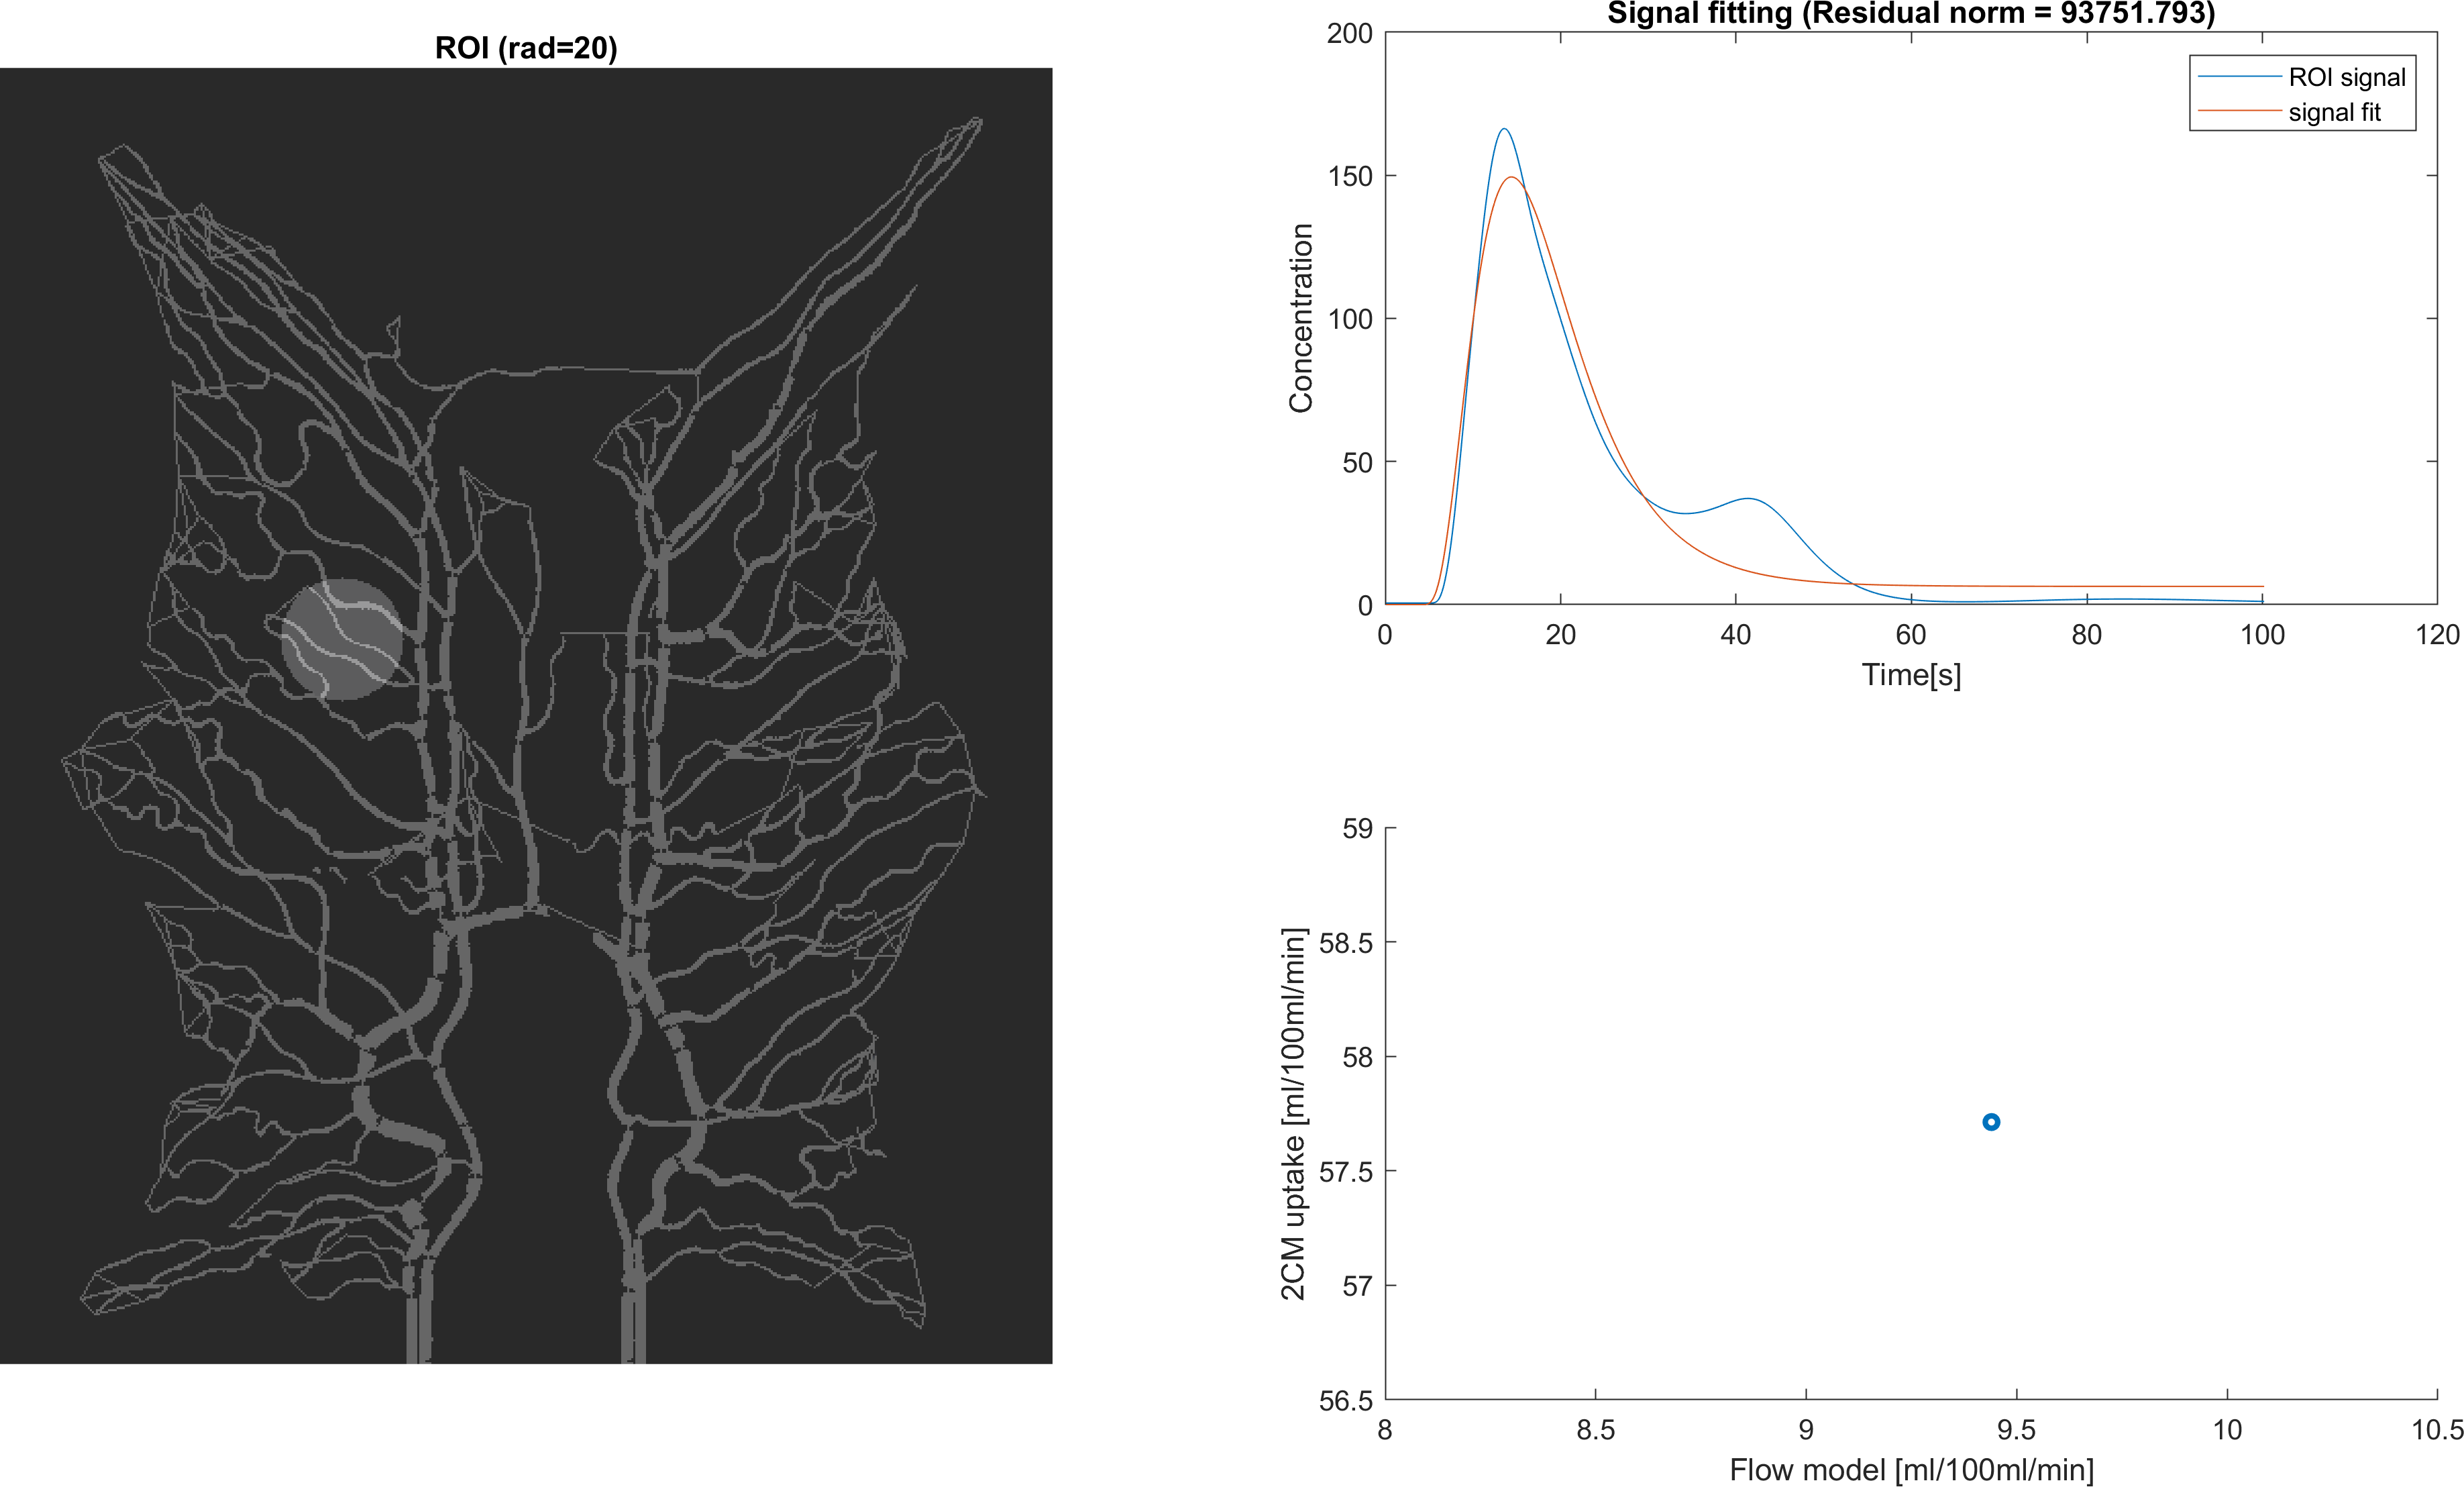 ROI (rad=20)
Signal fitting (Residual norm = 93751.793)
200
150
100
50
0
Concentration
ROI signal
signal fit
0 20 40 60 80 100 120
Time[s]
59
58.5
58
57.5
57
56.5
2CM uptake [ml/100ml/min]
8 8.5 9 9.5 10 10.5
Flow model [ml/100ml/min]